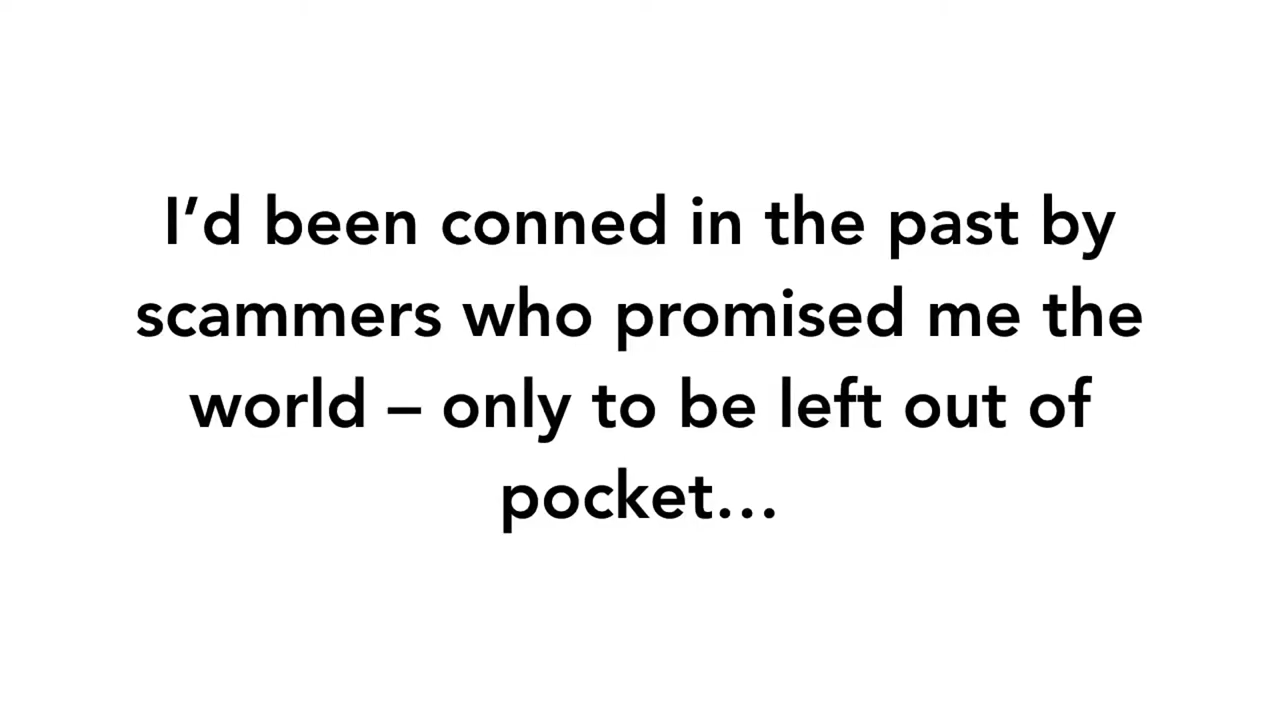 I’d been conned in the past by
scammers who promised me the
world – only to be left out of
pocket…